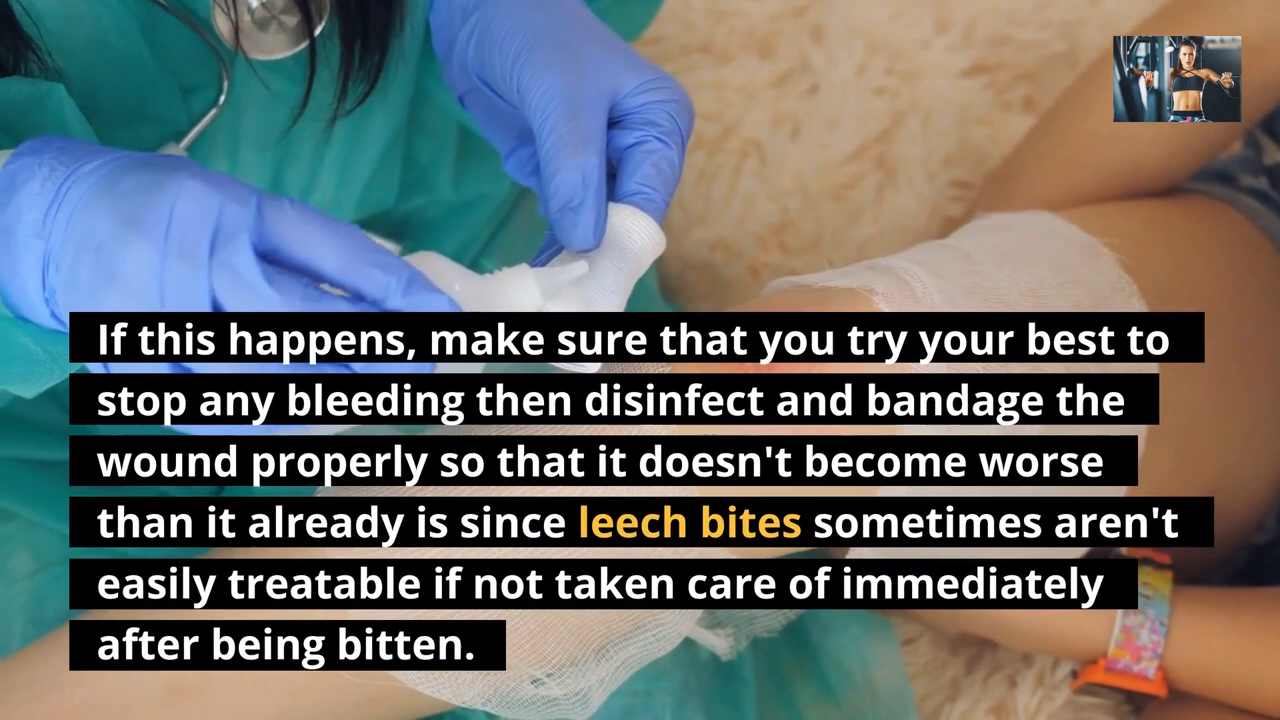 If this happens, make sure that you try your best to
stop any bleeding then disinfect and bandage the
wound properly so that it doesn't become worse
than it already is since leech bites sometimes aren't
easily treatable if not taken care of immediately
after being bitten.